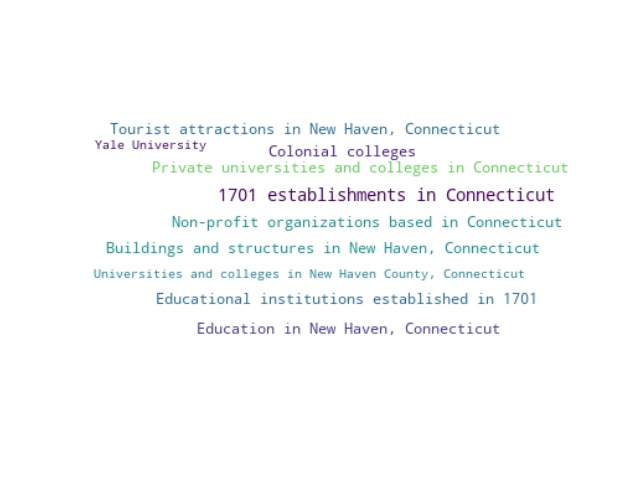 Tourist attractions in New Haven, Connecticut
Yale University
Colonial colleges
Private universities and colleges in Connecticut
1701 establishments in Connecticut
Non-profit organizations based in Connecticut
Buildings and structures in New Haven, Connecticut
Universities and colleges in New Haven County, Connecticut
Educational institutions established in 1701
Education in New Haven, Connecticut